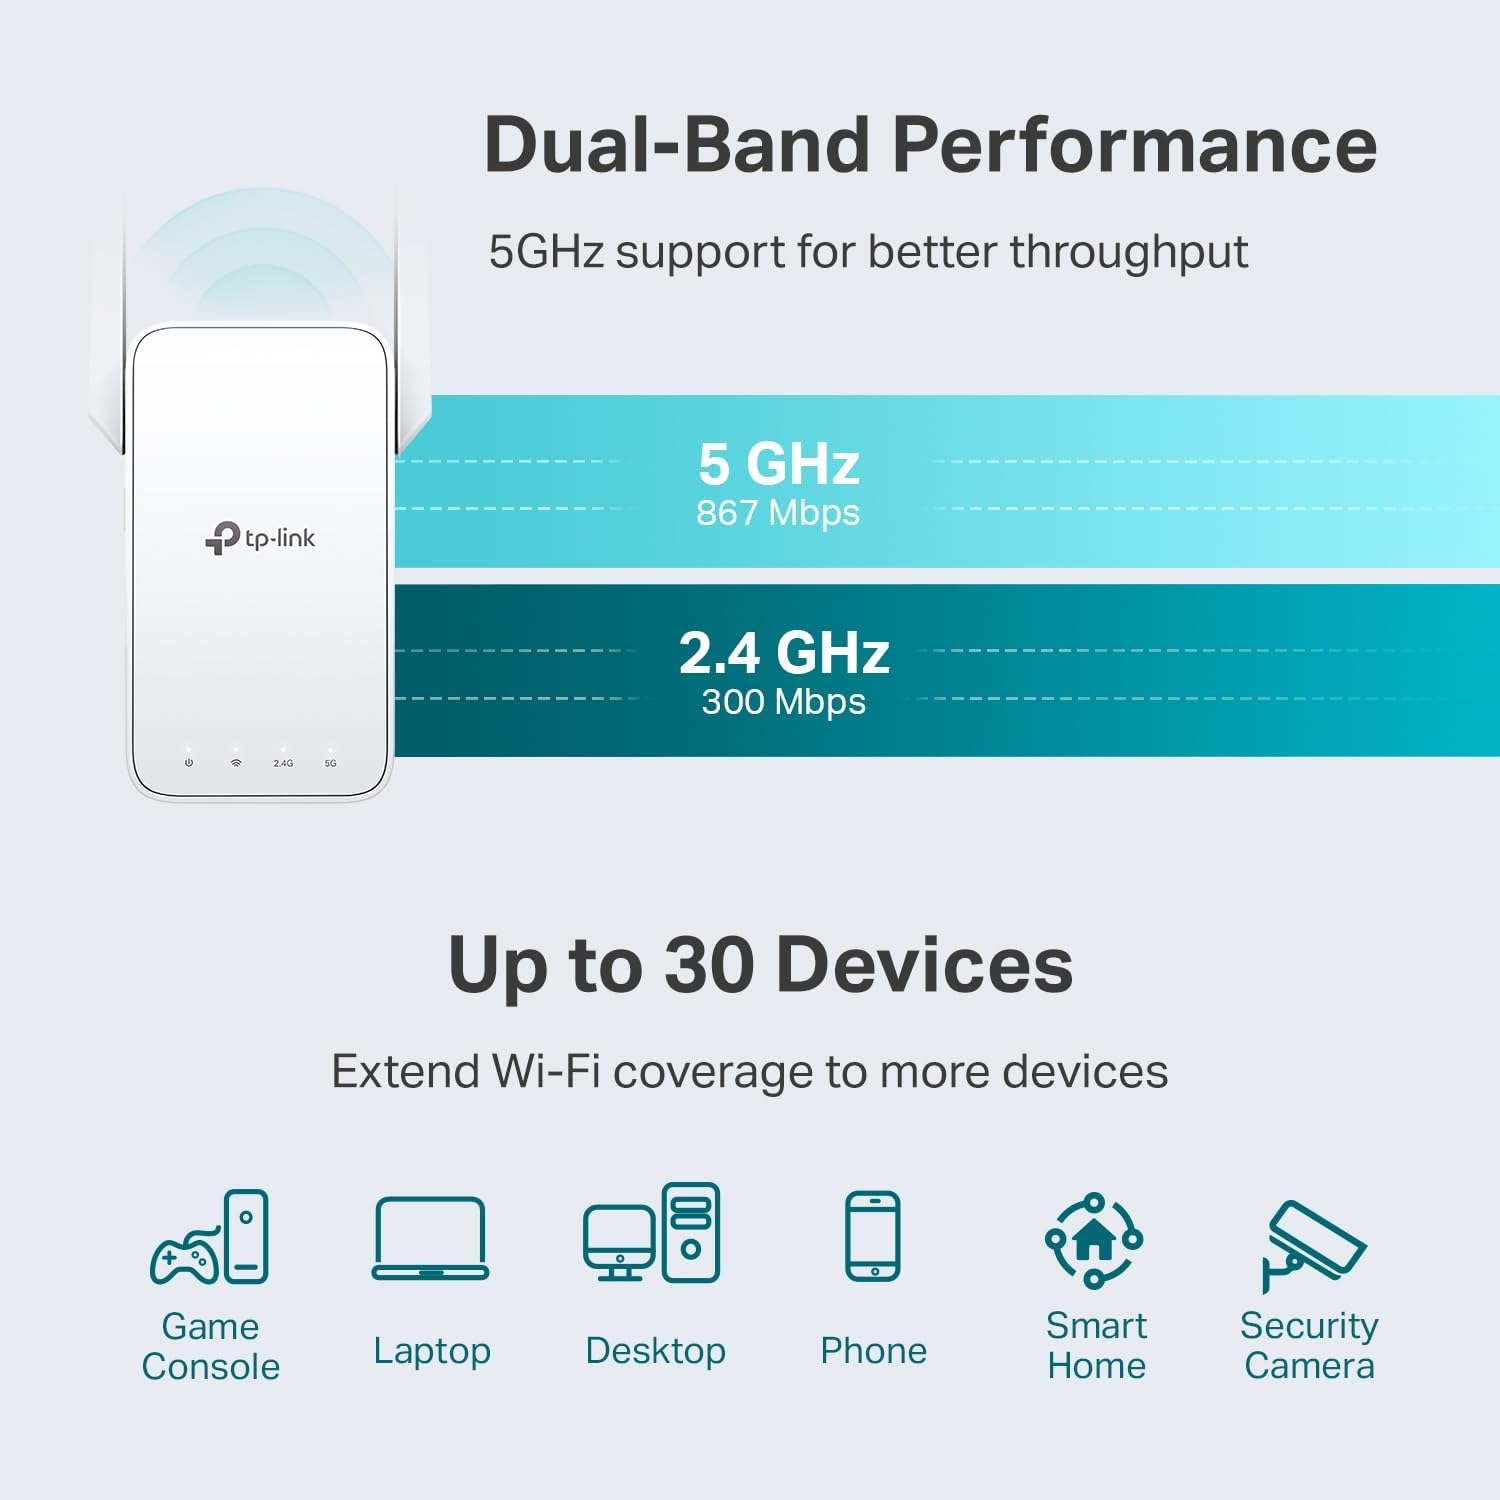 Dual-Band Performance
5GHz support for better throughput
5 GHz
867 Mbps
tp-link
2.4 GHz
300 Mbps
2.4G 5G
Up to 30 Devices
Extend Wi-Fi coverage to more devices
Game Console
Laptop
Desktop
Phone
Smart Home
Security Camera